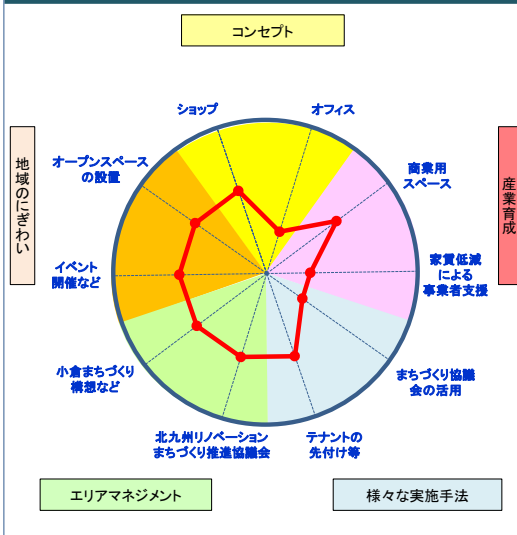 コンセプト
ショップ
オフィス
地域のにぎわい
オープンスペース
の設置
商業用
スペース
産業育成
イベント
開催など
家賃低減
による
事業者支援
小倉まちづくり
構想など
まちづくり協議
会の活用
北九州リノベーション
まちづくり推進協議会
テナントの
先付け等
エリアマネジメント
様々な実施手法